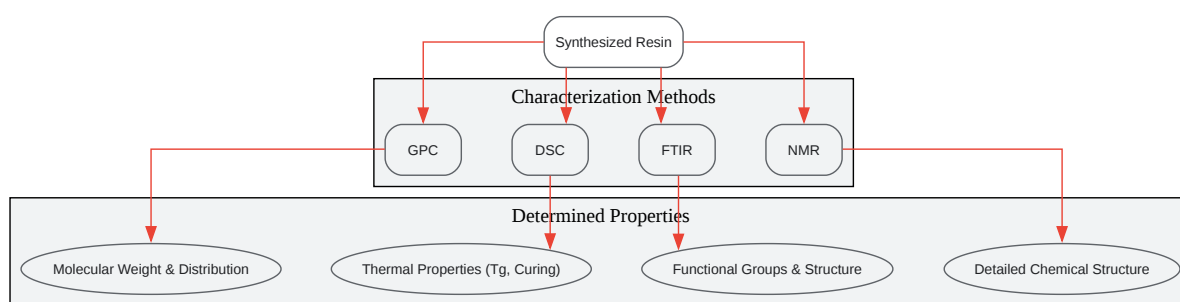 Synthesized Resin
Characterization Methods
GPC
DSC
FTIR
NMR
Determined Properties
Molecular Weight & Distribution
Thermal Properties (Tg, Curing)
Functional Groups & Structure
Detailed Chemical Structure